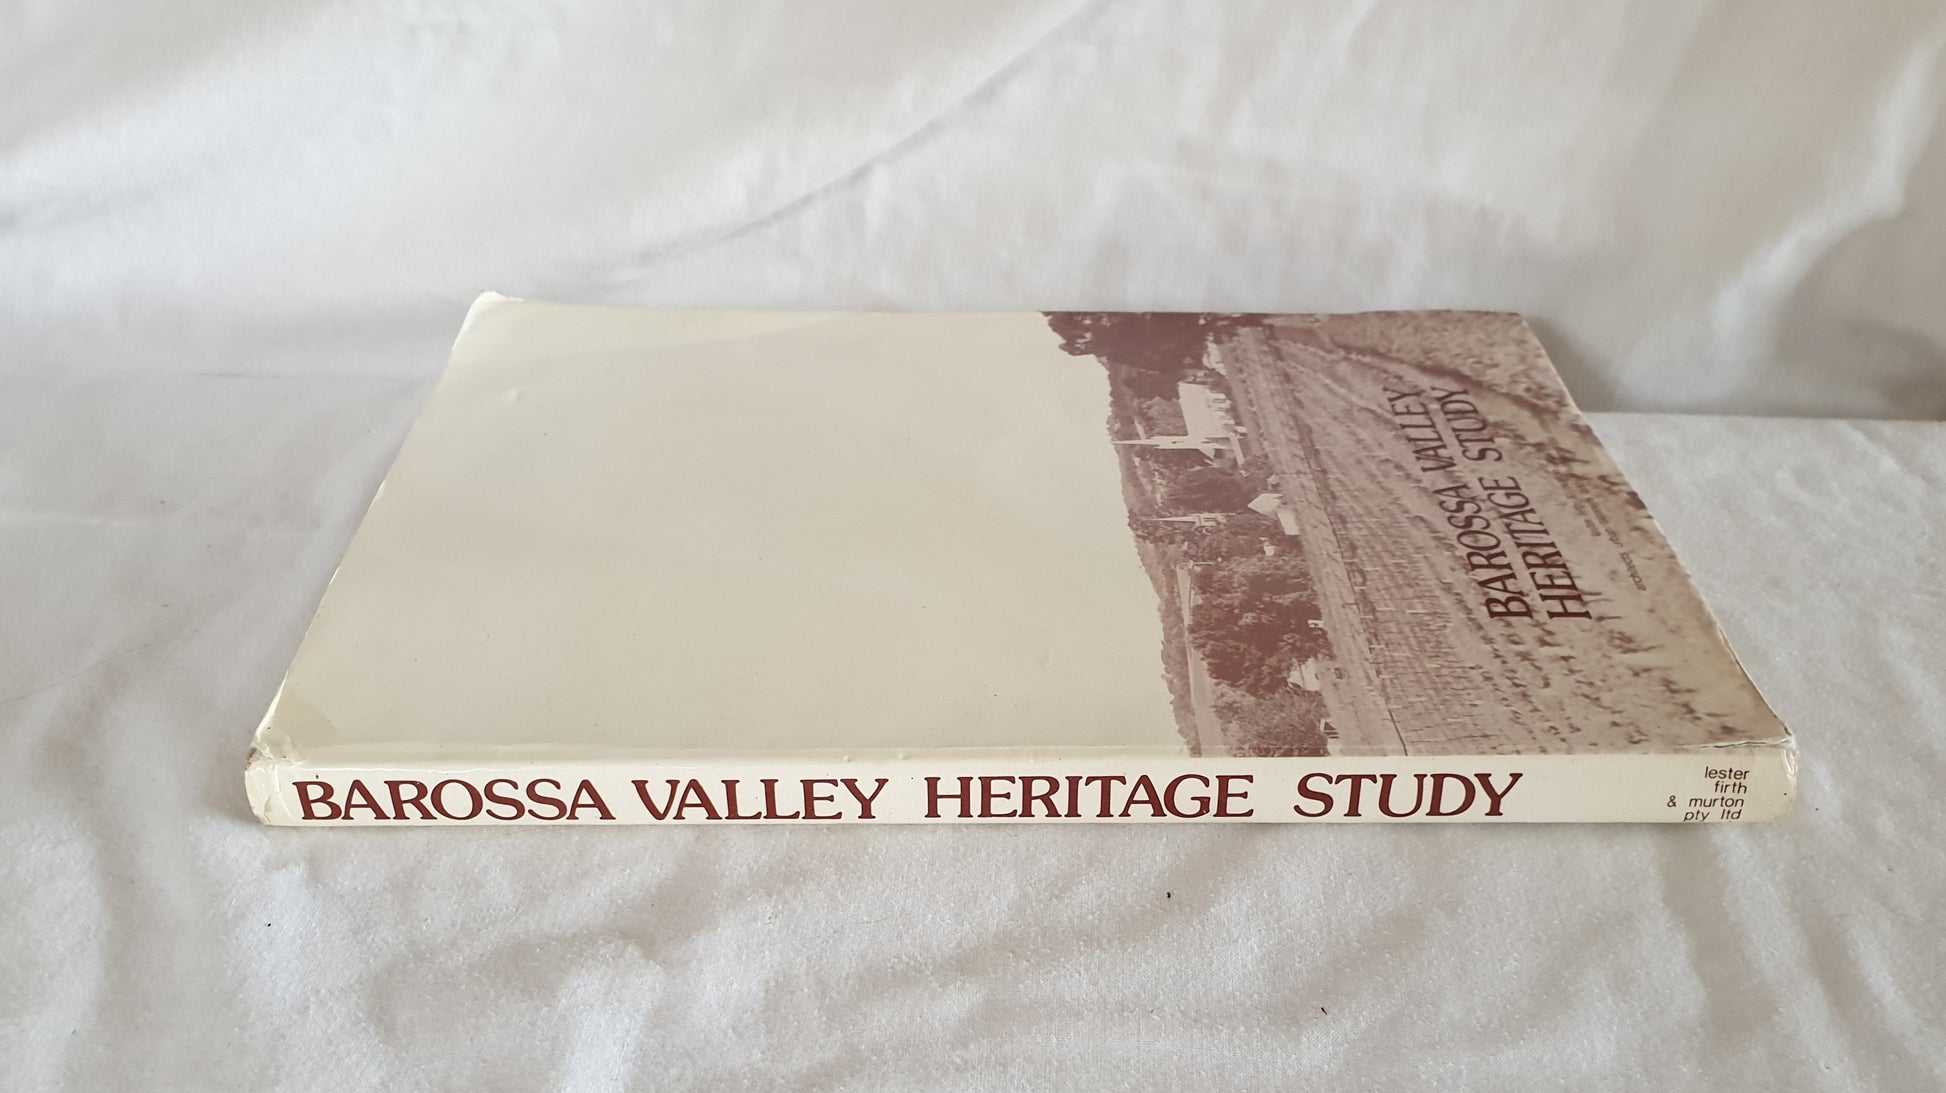 BAROSSA VALLEY
HERITAGE STUDY
BAROSSA VALLEY HERITAGE STUDY
lester
firth
& murton
pty ltd